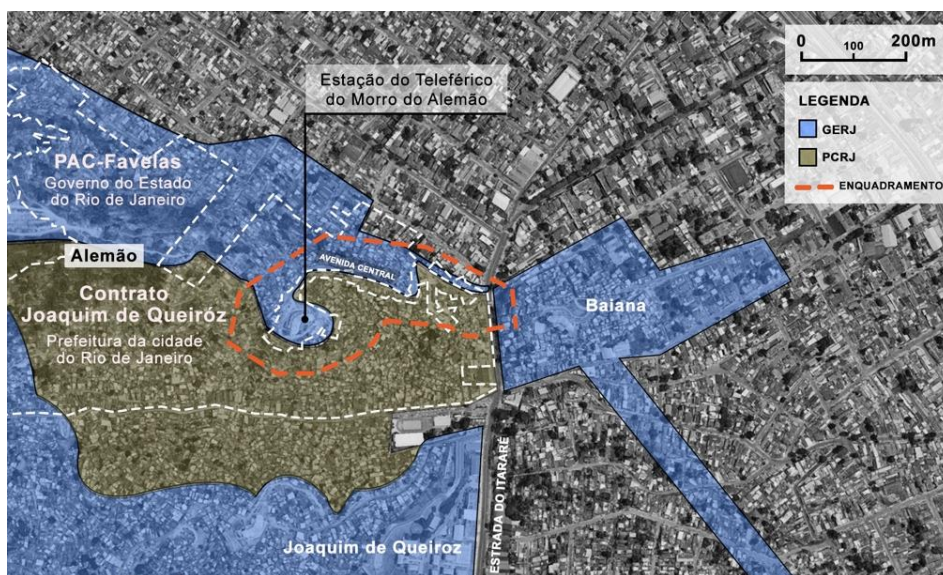 0 100 200m
LEGENDA
GERJ
PCRJ
ENQUADRAMENTO
Estação do Teleférico
do Morro do Alemão
PAC-Favelas
Governo do Estado
do Rio de Janeiro
Alemão
AVENIDA CENTRAL
Contrato
Joaquim de Queiróz
Prefeitura da cidade
do Rio de Janeiro
Baiana
ESTRADA DO ITARARÉ
Joaquim de Queiroz